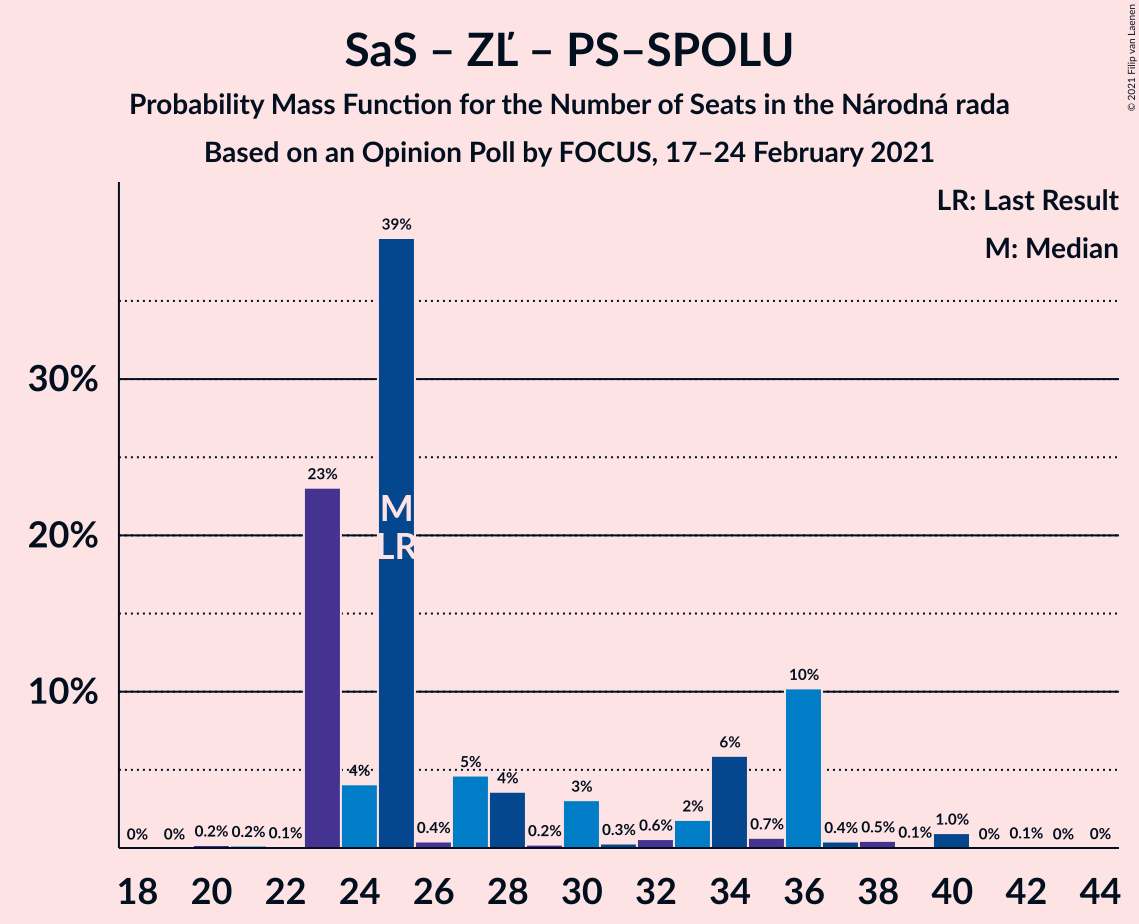 SaS – ZĽ – PS–SPOLU
Probability Mass Function for the Number of Seats in the Národná rada
Based on an Opinion Poll by FOCUS, 17–24 February 2021
© 2021 Filip van Laenen
LR: Last Result
M: Median
30%
20%
10%
0% 0% 0.2% 0.2% 0.1% 23% 4% 39% 0.4% 5% 4% 0.2% 3% 0.3% 0.6% 2% 6% 0.7% 10% 0.4% 0.5% 0.1% 1.0% 0% 0.1% 0% 0%
M
LR
18 20 22 24 26 28 30 32 34 36 38 40 42 44